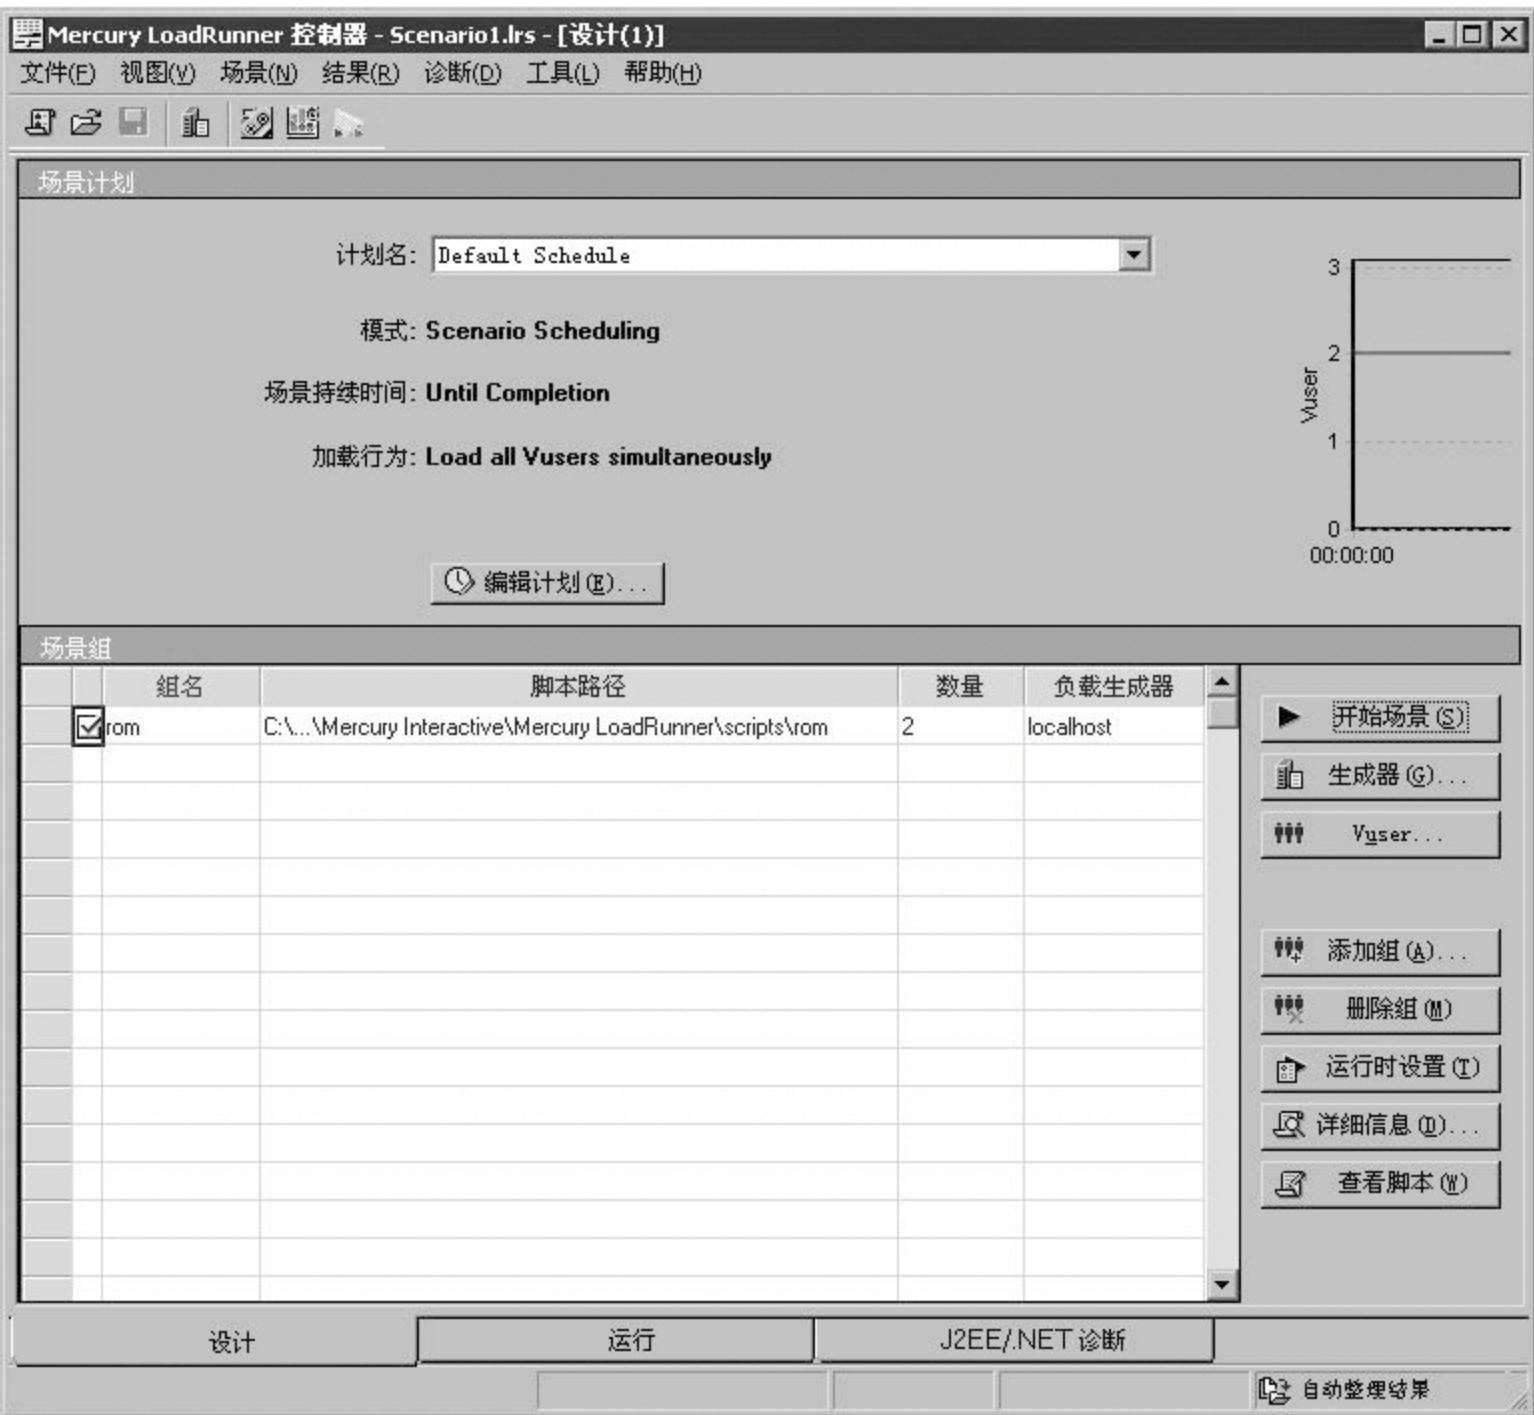 Mercury LoadRunner 控制器 - Scenario1.lrs - [设计(1)]
文件(F) 视图(V) 场景(N) 结果(R) 诊断(D) 工具(L) 帮助(H)
场景计划
计划名: Default Schedule
模式: Scenario Scheduling
场景持续时间: Until Completion
加载行为: Load all Vusers simultaneously
编辑计划(E)...
3
2
1
0
Vuser
00:00:00
场景组
组名 脚本路径 数量 负载生成器
rom C:\...\Mercury Interactive\Mercury LoadRunner\scripts\rom 2 localhost
开始场景(S)
生成器(G)...
Vuser...
添加组(A)...
删除组(M)
运行时设置(T)
详细信息(D)...
查看脚本(W)
设计 运行 J2EE/.NET 诊断
自动整理结果